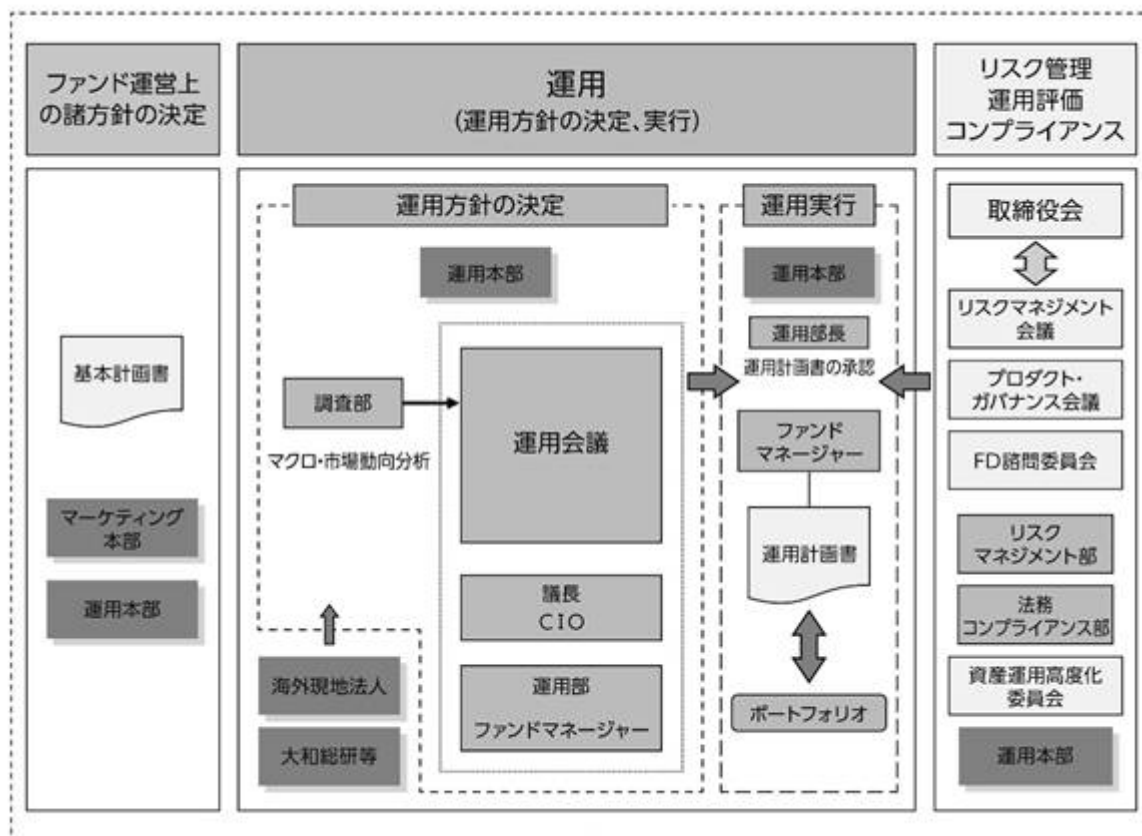 ファンド運営上
の諸方針の決定
運用
(運用方針の決定、実行)
リスク管理
運用評価
コンプライアンス
基本計画書
マーケティング
本部
運用本部
運用方針の決定
運用本部
調査部
マクロ・市場動向分析
運用会議
議長
CIO
運用部
ファンドマネージャー
海外現地法人
大和総研等
運用実行
運用本部
運用部長
運用計画書の承認
ファンド
マネージャー
運用計画書
ポートフォリオ
取締役会
リスクマネジメント
会議
プロダクト・
ガバナンス会議
FD諮問委員会
リスク
マネジメント部
法務
コンプライアンス部
資産運用高度化
委員会
運用本部